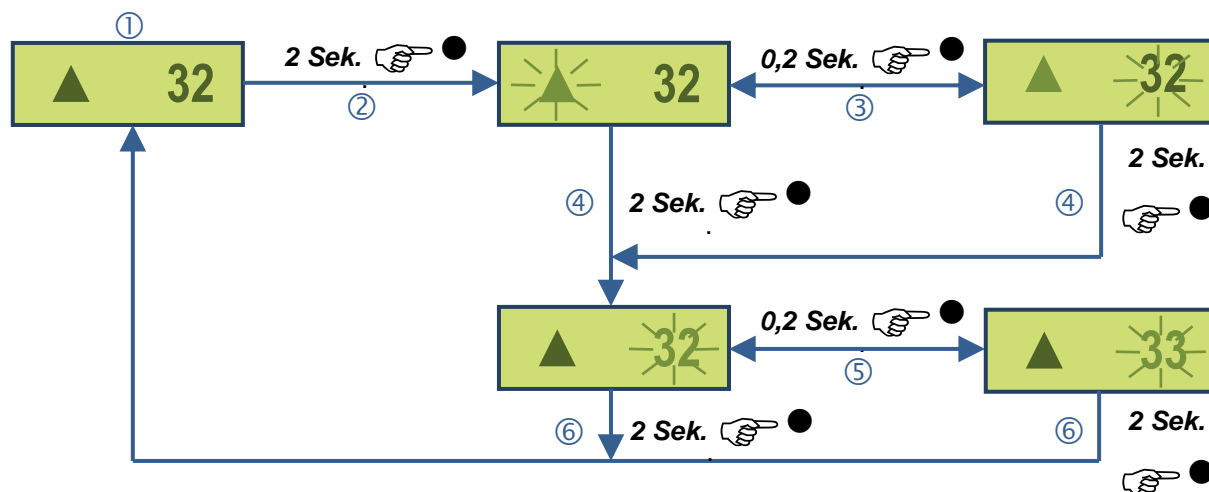 ①
▲ 32
2 Sek. ☞ ●
②
▲ 32
0,2 Sek. ☞ ●
③
▲ 32
④
2 Sek. ☞ ●
④
2 Sek.
☞ ●
▲ 32
0,2 Sek. ☞ ●
⑤
▲ 33
⑥
2 Sek. ☞ ●
⑥
2 Sek.
☞ ●